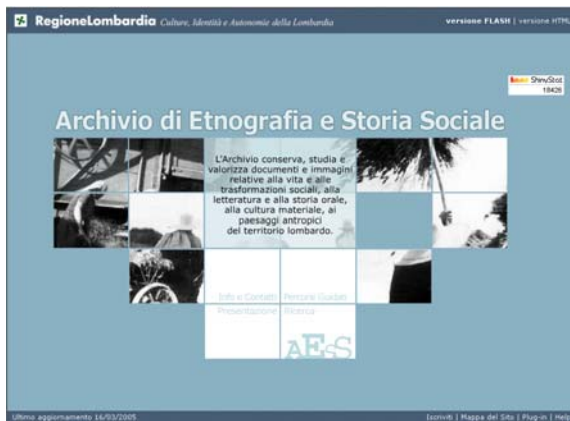 RegioneLombardia Culture, Identità e Autonomie della Lombardia
versione FLASH | versione HTML
ShinyStat
18426
Archivio di Etnografia e Storia Sociale
L'Archivio conserva, studia e
valorizza documenti e immagini
relative alla vita e alle
trasformazioni sociali, alla
letteratura e alla storia orale,
alla cultura materiale, ai
paesaggi antropici
del territorio lombardo.
Info e Contatti Percorsi Guidati
Presentazione Ricerca
AESS
Ultimo aggiornamento 16/03/2005
Iscriviti | Mappa del Sito | Plug-in | Help